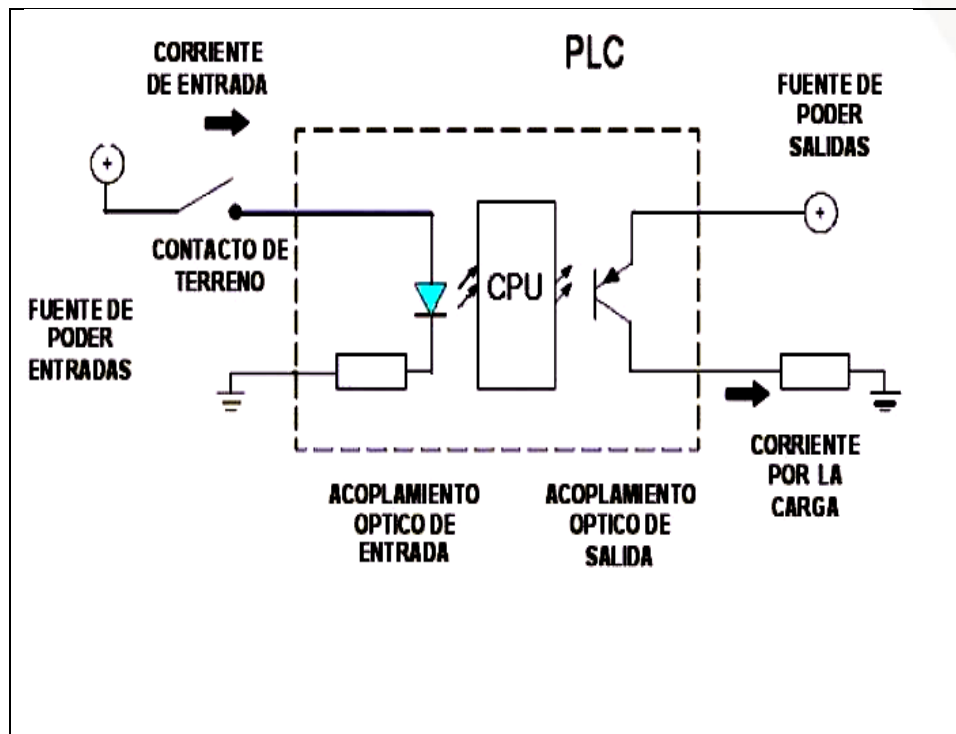 PLC
CORRIENTE
DE ENTRADA
FUENTE DE
PODER
SALIDAS
+
+
CONTACTO DE
TERRENO
CPU
FUENTE DE
PODER
ENTRADAS
CORRIENTE
POR LA
CARGA
ACOPLAMIENTO
OPTICO DE
ENTRADA
ACOPLAMIENTO
OPTICO DE
SALIDA